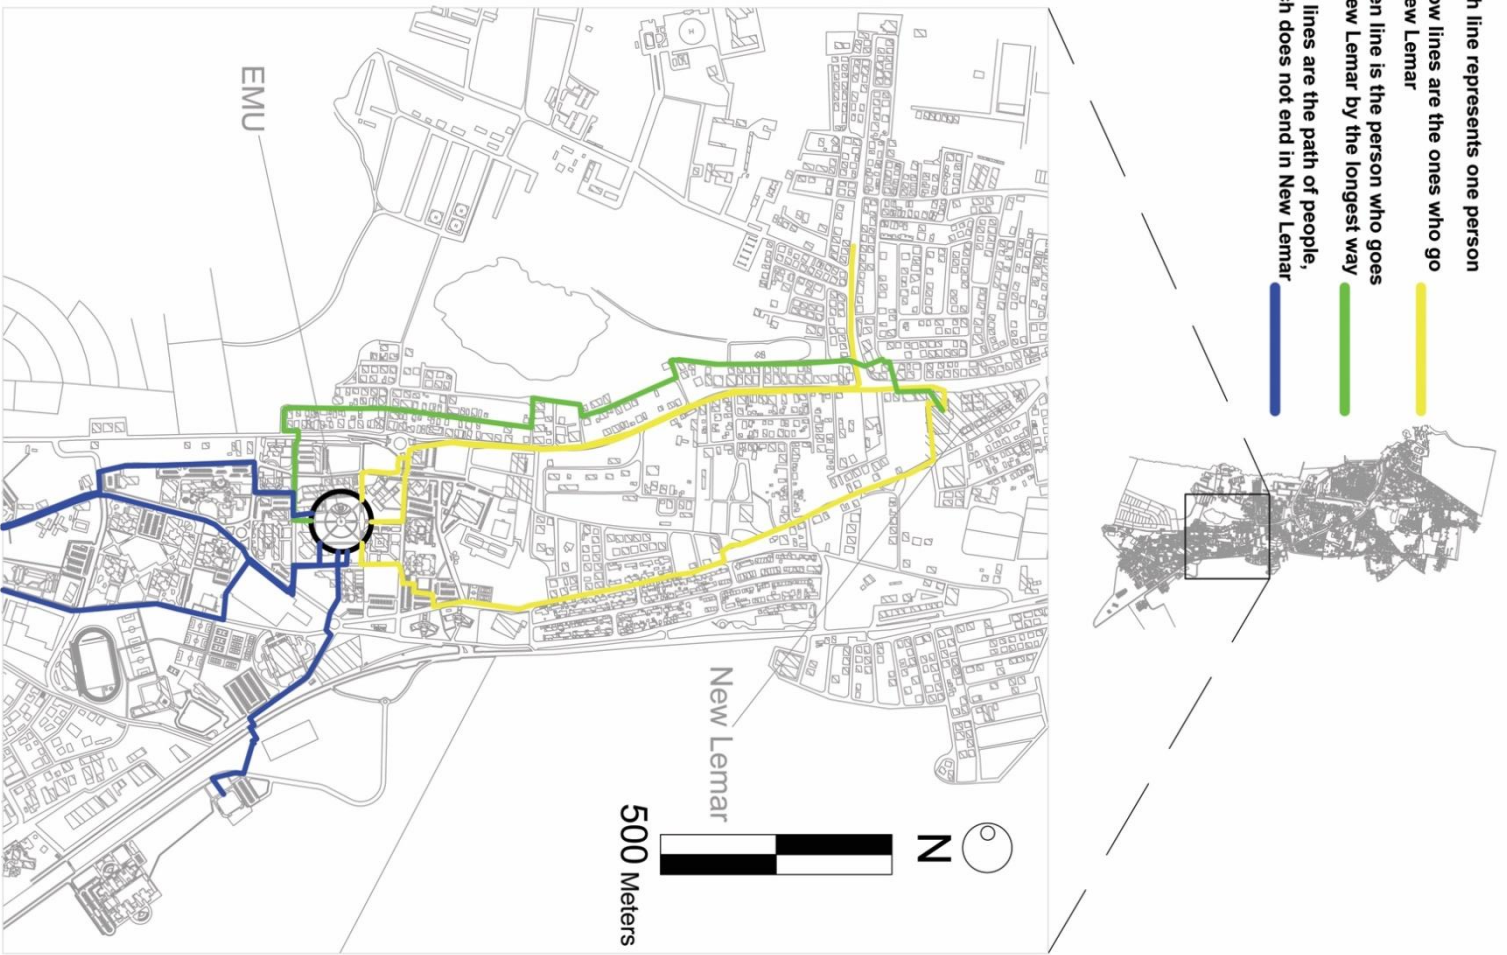 h line represents one person
ow lines are the ones who go
ew Lemar
en line is the person who goes
ew Lemar by the longest way
lines are the path of people,
ch does not end in New Lemar
N
New Lemar
500 Meters
H
EMU